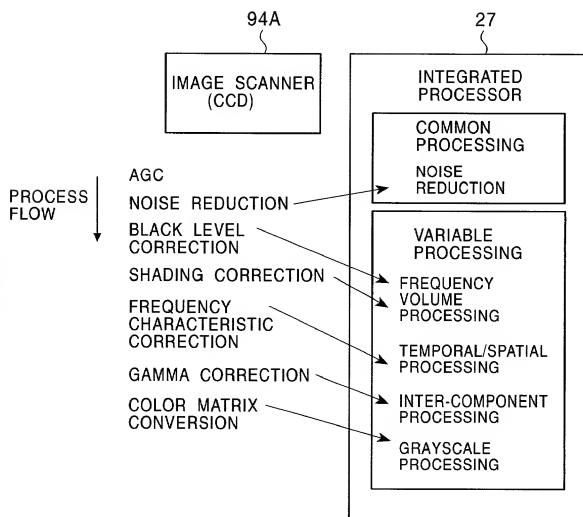 94A
27
IMAGE SCANNER
(CCD)
INTEGRATED
PROCESSOR
COMMON
PROCESSING
NOISE
REDUCTION
PROCESS
FLOW
AGC
NOISE REDUCTION
BLACK LEVEL
CORRECTION
SHADING CORRECTION
FREQUENCY
CHARACTERISTIC
CORRECTION
GAMMA CORRECTION
COLOR MATRIX
CONVERSION
VARIABLE
PROCESSING
FREQUENCY
VOLUME
PROCESSING
TEMPORAL/SPATIAL
PROCESSING
INTER-COMPONENT
PROCESSING
GRAYSCALE
PROCESSING